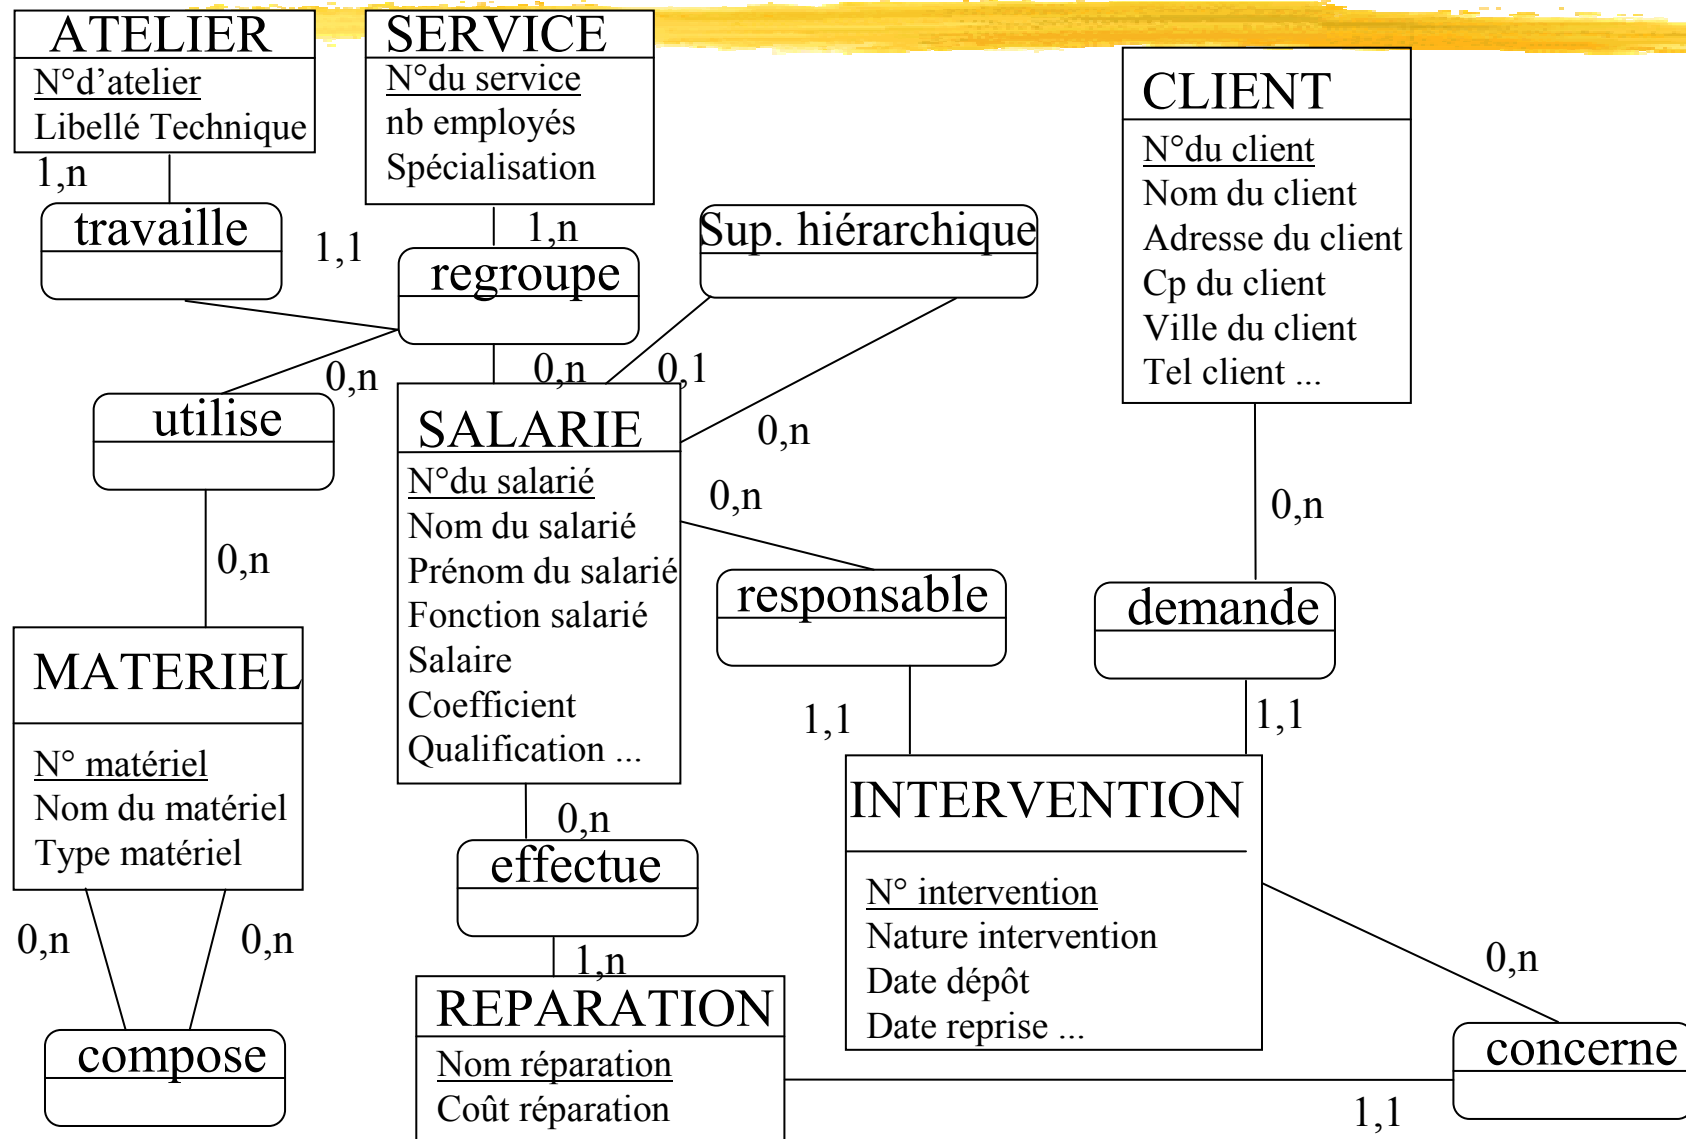 ATELIER
N°d'atelier
Libellé Technique
1,n
travaille
1,1
SERVICE
N°du service
nb employés
Spécialisation
1,n
regroupe
0,n
Sup. hiérarchique
0,1
0,n
CLIENT
N°du client
Nom du client
Adresse du client
Cp du client
Ville du client
Tel client ...
0,n
demande
1,1
0,n
utilise
0,n
SALARIE
N°du salarié
Nom du salarié
Prénom du salarié
Fonction salarié
Salaire
Coefficient
Qualification ...
0,n
responsable
1,1
MATERIEL
N° matériel
Nom du matériel
Type matériel
0,n
0,n
compose
0,n
effectue
1,n
REPARATION
Nom réparation
Coût réparation
INTERVENTION
N° intervention
Nature intervention
Date dépôt
Date reprise ...
0,n
concerne
1,1